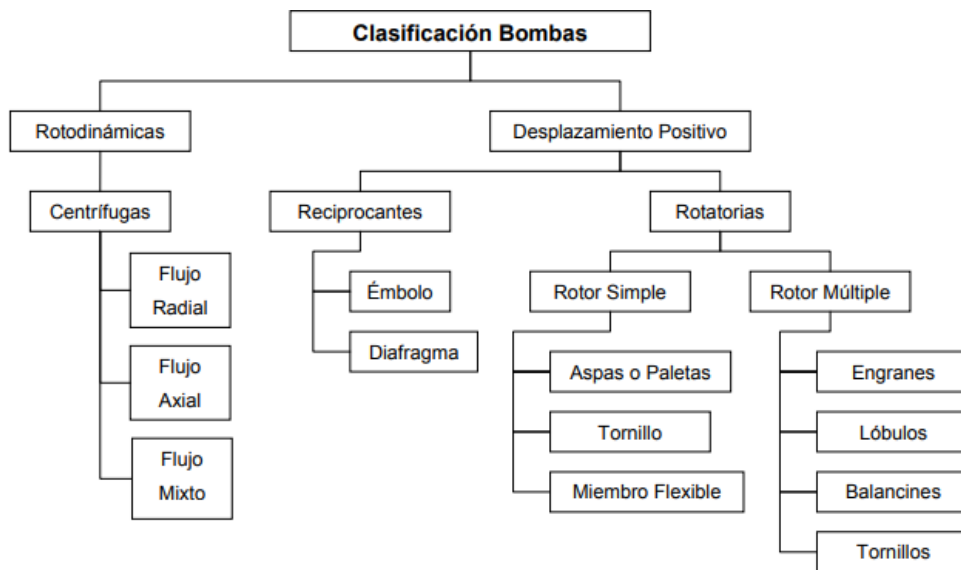 Clasificación Bombas
Rotodinámicas
Desplazamiento Positivo
Centrífugas
Reciprocantes
Rotatorias
Flujo
Radial
Flujo
Axial
Flujo
Mixto
Émbolo
Diafragma
Rotor Simple
Rotor Múltiple
Aspas o Paletas
Tornillo
Miembro Flexible
Engranes
Lóbulos
Balancines
Tornillos